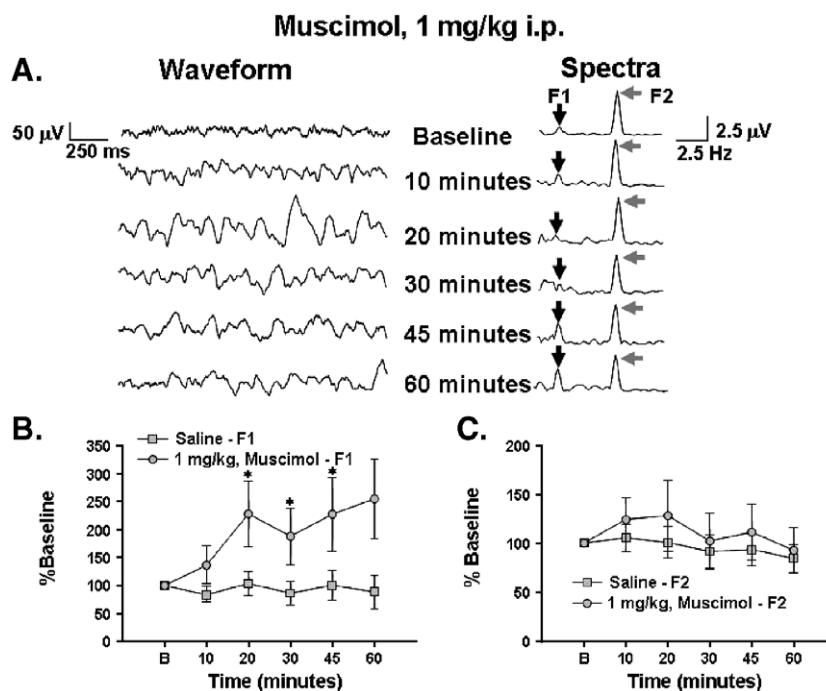 Muscimol, 1 mg/kg i.p.
A.
Waveform
Spectra
F1
F2
50 µV
250 ms
2.5 µV
2.5 Hz
Baseline
10 minutes
20 minutes
30 minutes
45 minutes
60 minutes
B.
Saline - F1
1 mg/kg, Muscimol - F1
* * *
%Baseline
350
300
250
200
150
100
50
0
B 10 20 30 45 60
Time (minutes)
C.
% Baseline
200
150
100
50
0
Saline - F2
1 mg/kg, Muscimol - F2
B 10 20 30 45 60
Time (minutes)